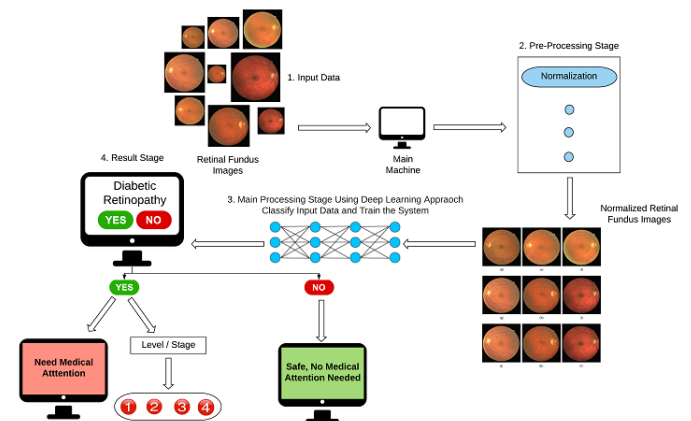 1. Input Data
Retinal Fundus
Images
Main
Machine
2. Pre-Processing Stage
Normalization
Normalized Retinal
Fundus Images
3. Main Processing Stage Using Deep Learning Appraoch
Classify Input Data and Train the System
4. Result Stage
Diabetic
Retinopathy
YES NO
YES
NO
Need Medical
Atttention
Level / Stage
1 2 3 4
Safe, No Medical
Attention Needed